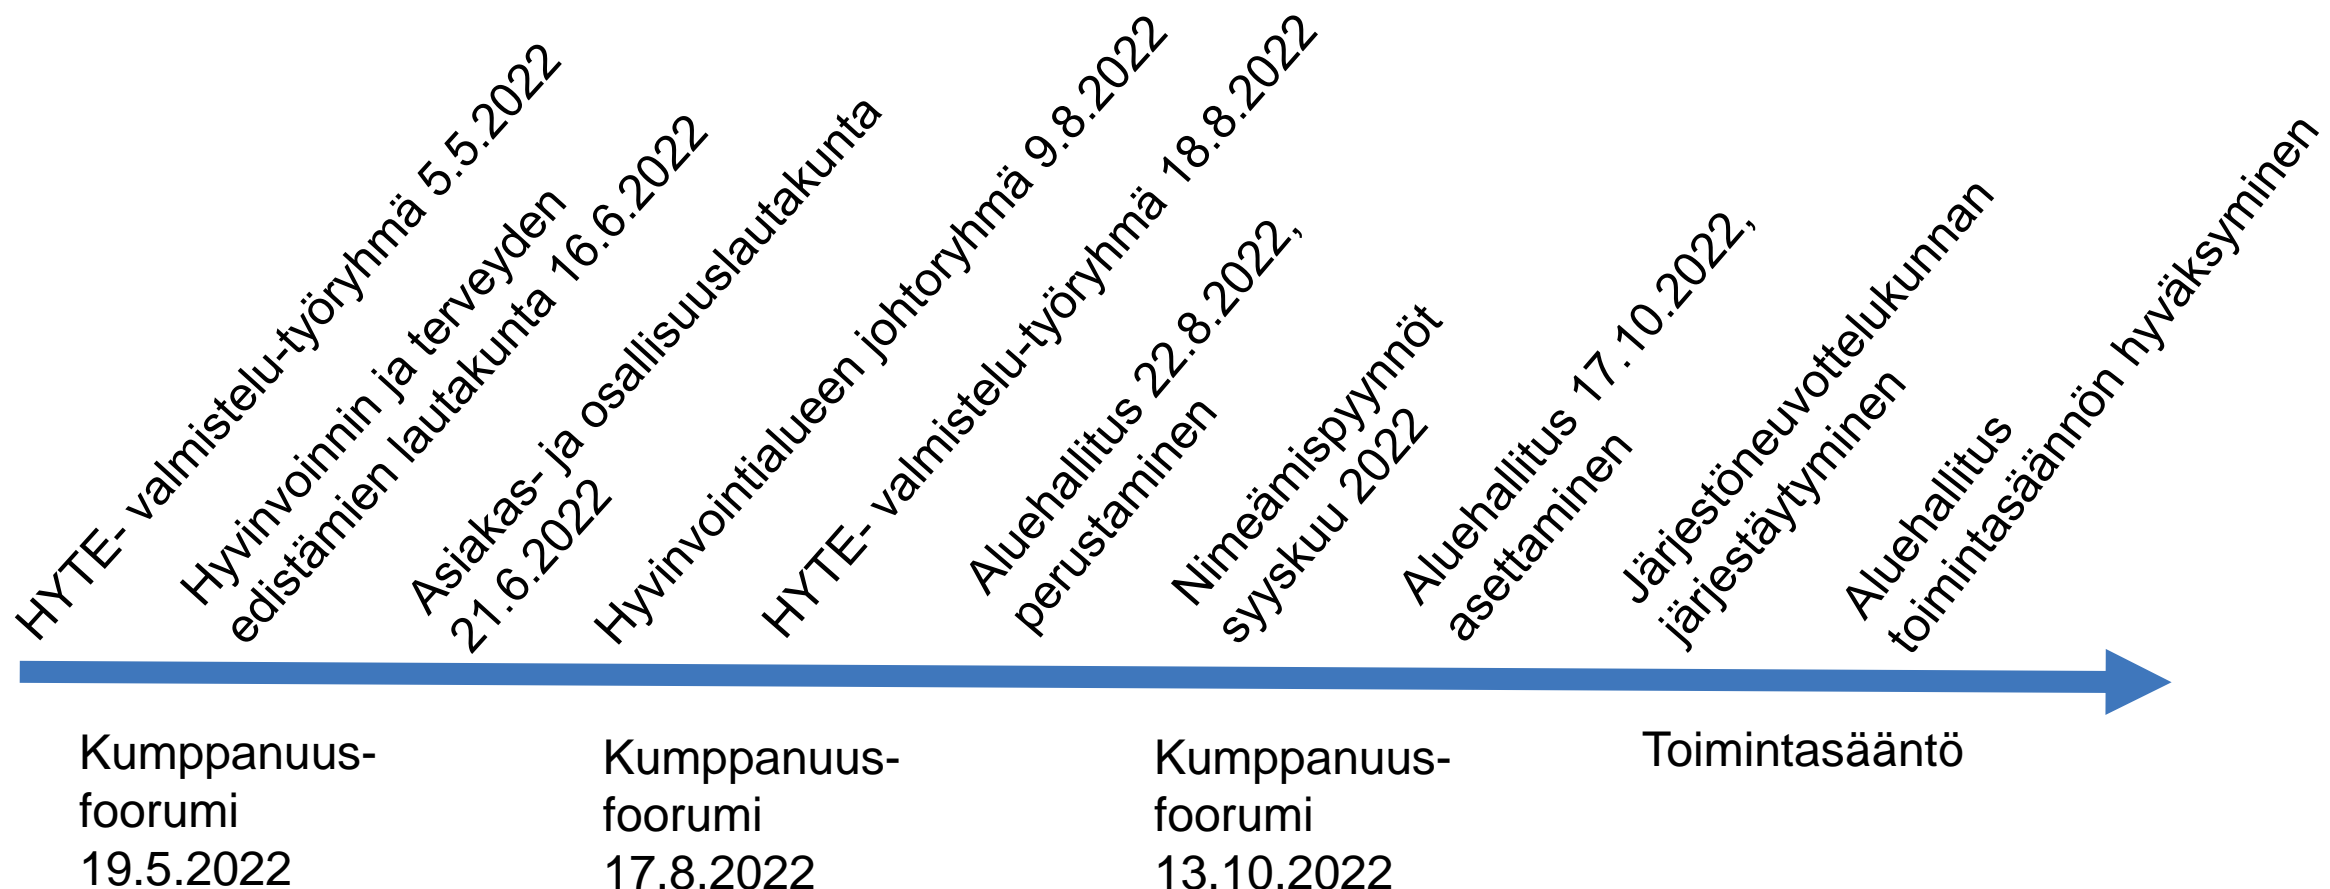 HYTE- valmistelu-työryhmä 5.5.2022
Hyvinvoinnin ja terveyden
edistämien lautakunta 16.6.2022
Asiakas- ja osallisuuslautakunta
21.6.2022
Hyvinvointialueen johtoryhmä 9.8.2022
HYTE- valmistelu-työryhmä 18.8.2022
Aluehallitus 22.8.2022,
perustaminen
Nimeämispyynnöt
syyskuu 2022
Aluehallitus 17.10.2022,
asettaminen
Järjestöneuvottelukunnan
järjestäytyminen
Aluehallitus
toimintasäännön hyväksyminen
Kumppanuus-
foorumi
19.5.2022
Kumppanuus-
foorumi
17.8.2022
Kumppanuus-
foorumi
13.10.2022
Toimintasääntö